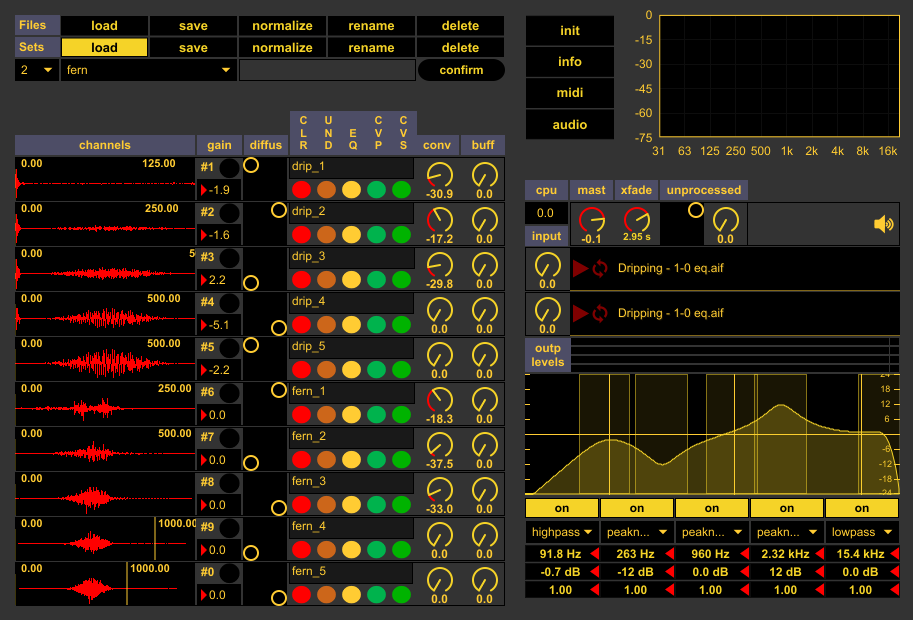 Files load save normalize rename delete
Sets load save normalize rename delete
2 fern confirm
init
info
midi
audio
0
-15
-30
-45
-60
-75
31 63 125 250 500 1k 2k 4k 8k 16k
channels gain diffus CLR UND EQ CVP CVS conv buff
0.00 125.00 #1 -1.9 drip_1 -30.9 0.0
0.00 250.00 #2 -1.6 drip_2 -17.2 0.0
0.00 5 #3 2.2 drip_3 -29.8 0.0
0.00 500.00 #4 -5.1 drip_4 0.0 0.0
0.00 500.00 #5 -2.2 drip_5 0.0 0.0
0.00 250.00 #6 0.0 fern_1 -18.3 0.0
0.00 500.00 #7 0.0 fern_2 -37.5 0.0
0.00 #8 0.0 fern_3 -33.0 0.0
0.00 1000.00 #9 0.0 fern_4 0.0 0.0
0.00 1000.00 #0 0.0 fern_5 0.0 0.0
cpu mast xfade unprocessed
0.0 -0.1 2.95 s 0.0
input
0.0 Dripping - 1-0 eq.aif
0.0 Dripping - 1-0 eq.aif
outp
levels
24
18
12
6
-6
-12
-18
-24
on on on on on
highpass peakn... peakn... peakn... lowpass
91.8 Hz 263 Hz 960 Hz 2.32 kHz 15.4 kHz
-0.7 dB -12 dB 0.0 dB 12 dB 0.0 dB
1.00 1.00 1.00 1.00 1.00